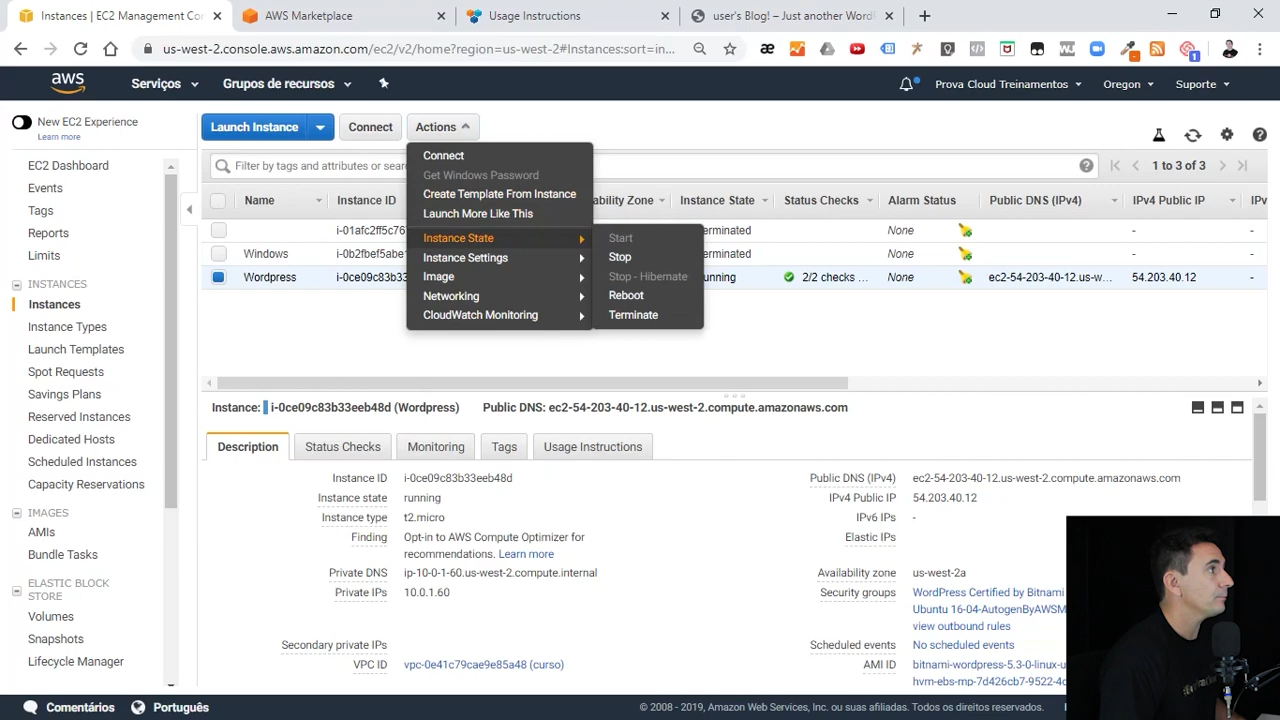 Instances | EC2 Management Con
AWS Marketplace
Usage Instructions
user's Blog! – Just another Word
us-west-2.console.aws.amazon.com/ec2/v2/home?region=us-west-2#Instances:sort=in...
aws
Serviços
Grupos de recursos
Prova Cloud Treinamentos
Oregon
Suporte
New EC2 Experience
Learn more
EC2 Dashboard
Events
Tags
Reports
Limits
INSTANCES
Instances
Instance Types
Launch Templates
Spot Requests
Savings Plans
Reserved Instances
Dedicated Hosts
Scheduled Instances
Capacity Reservations
IMAGES
AMIs
Bundle Tasks
ELASTIC BLOCK
STORE
Volumes
Snapshots
Lifecycle Manager
Launch Instance
Connect
Actions
Filter by tags and attributes or sear
1 to 3 of 3
Connect
Get Windows Password
Create Template From Instance
Launch More Like This
Instance State
Instance Settings
Image
Networking
CloudWatch Monitoring
Start
Stop
Stop - Hibernate
Reboot
Terminate
Name Instance ID ability Zone Instance State Status Checks Alarm Status Public DNS (IPv4) IPv4 Public IP IPv
i-01afc2ff5c76 rminated None - -
Windows i-0b2fbef5abe rminated None - -
Wordpress i-0ce09c83b33 unning 2/2 checks ... None ec2-54-203-40-12.us-w... 54.203.40.12 -
Instance: i-0ce09c83b33eeb48d (Wordpress) Public DNS: ec2-54-203-40-12.us-west-2.compute.amazonaws.com
Description
Status Checks
Monitoring
Tags
Usage Instructions
Instance ID i-0ce09c83b33eeb48d
Instance state running
Instance type t2.micro
Finding Opt-in to AWS Compute Optimizer for
recommendations. Learn more
Private DNS ip-10-0-1-60.us-west-2.compute.internal
Private IPs 10.0.1.60
Secondary private IPs
VPC ID vpc-0e41c79cae9e85a48 (curso)
Public DNS (IPv4) ec2-54-203-40-12.us-west-2.compute.amazonaws.com
IPv4 Public IP 54.203.40.12
IPv6 IPs -
Elastic IPs
Availability zone us-west-2a
Security groups WordPress Certified by Bitnami
Ubuntu 16-04-AutogenByAWSM
view outbound rules
Scheduled events No scheduled events
AMI ID bitnami-wordpress-5.3-0-linux-u
hvm-ebs-mp-7d426cb7-9522-4
Comentários
Português
© 2008 - 2019, Amazon Web Services, Inc. ou suas afiliadas. Todos os direitos reservados.